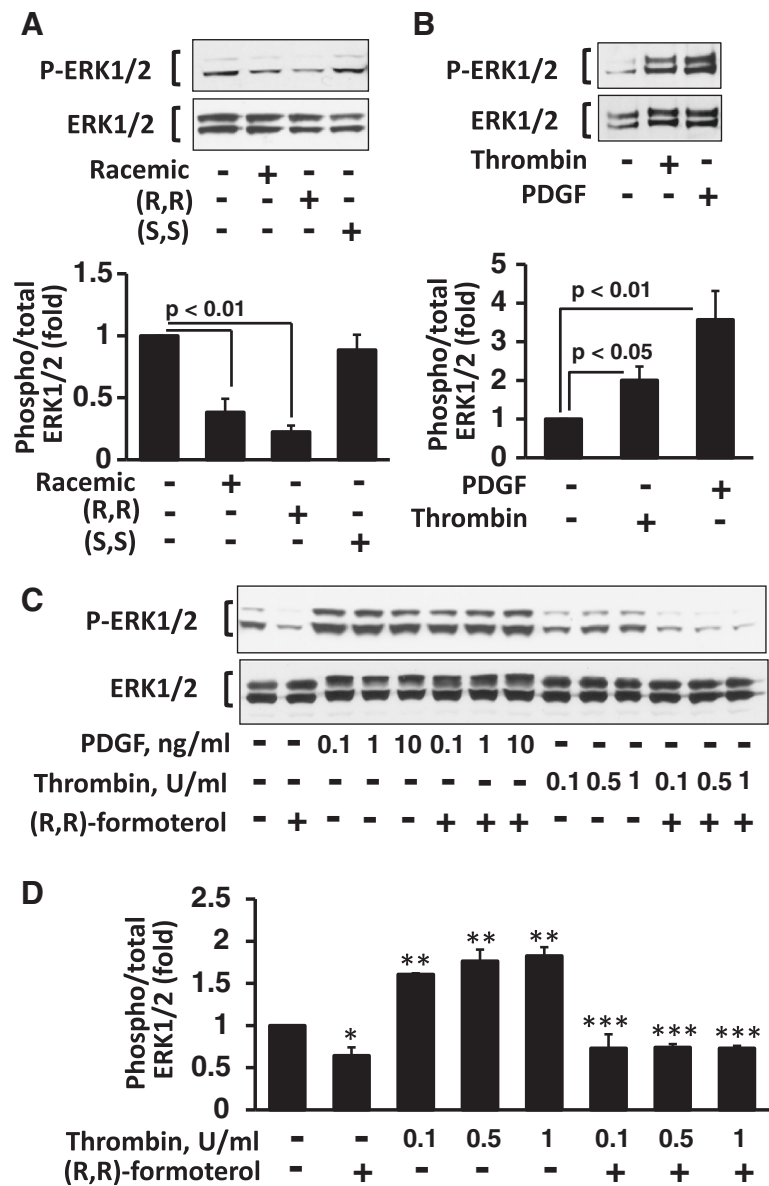 A
P-ERK1/2
ERK1/2
Racemic - + - -
(R,R) - - + -
(S,S) - - - +
Phospho/total
ERK1/2 (fold)
1.5
1
0.5
0
p < 0.01
Racemic - + - -
(R,R) - - + -
(S,S) - - - +
B
P-ERK1/2
ERK1/2
Thrombin - + -
PDGF - - +
Phospho/total
ERK1/2 (fold)
5
4
3
2
1
0
p < 0.01
p < 0.05
PDGF - - +
Thrombin - + -
C
P-ERK1/2
ERK1/2
PDGF, ng/ml - - 0.1 1 10 0.1 1 10 - - - - - -
Thrombin, U/ml - - - - - - - - 0.1 0.5 1 0.1 0.5 1
(R,R)-formoterol - + - - - + + + - - - + + +
D
Phospho/total
ERK1/2 (fold)
2.5
2
1.5
1
0.5
0
* ** ** ** *** *** ***
Thrombin, U/ml - - 0.1 0.5 1 0.1 0.5 1
(R,R)-formoterol - + - - - + + +